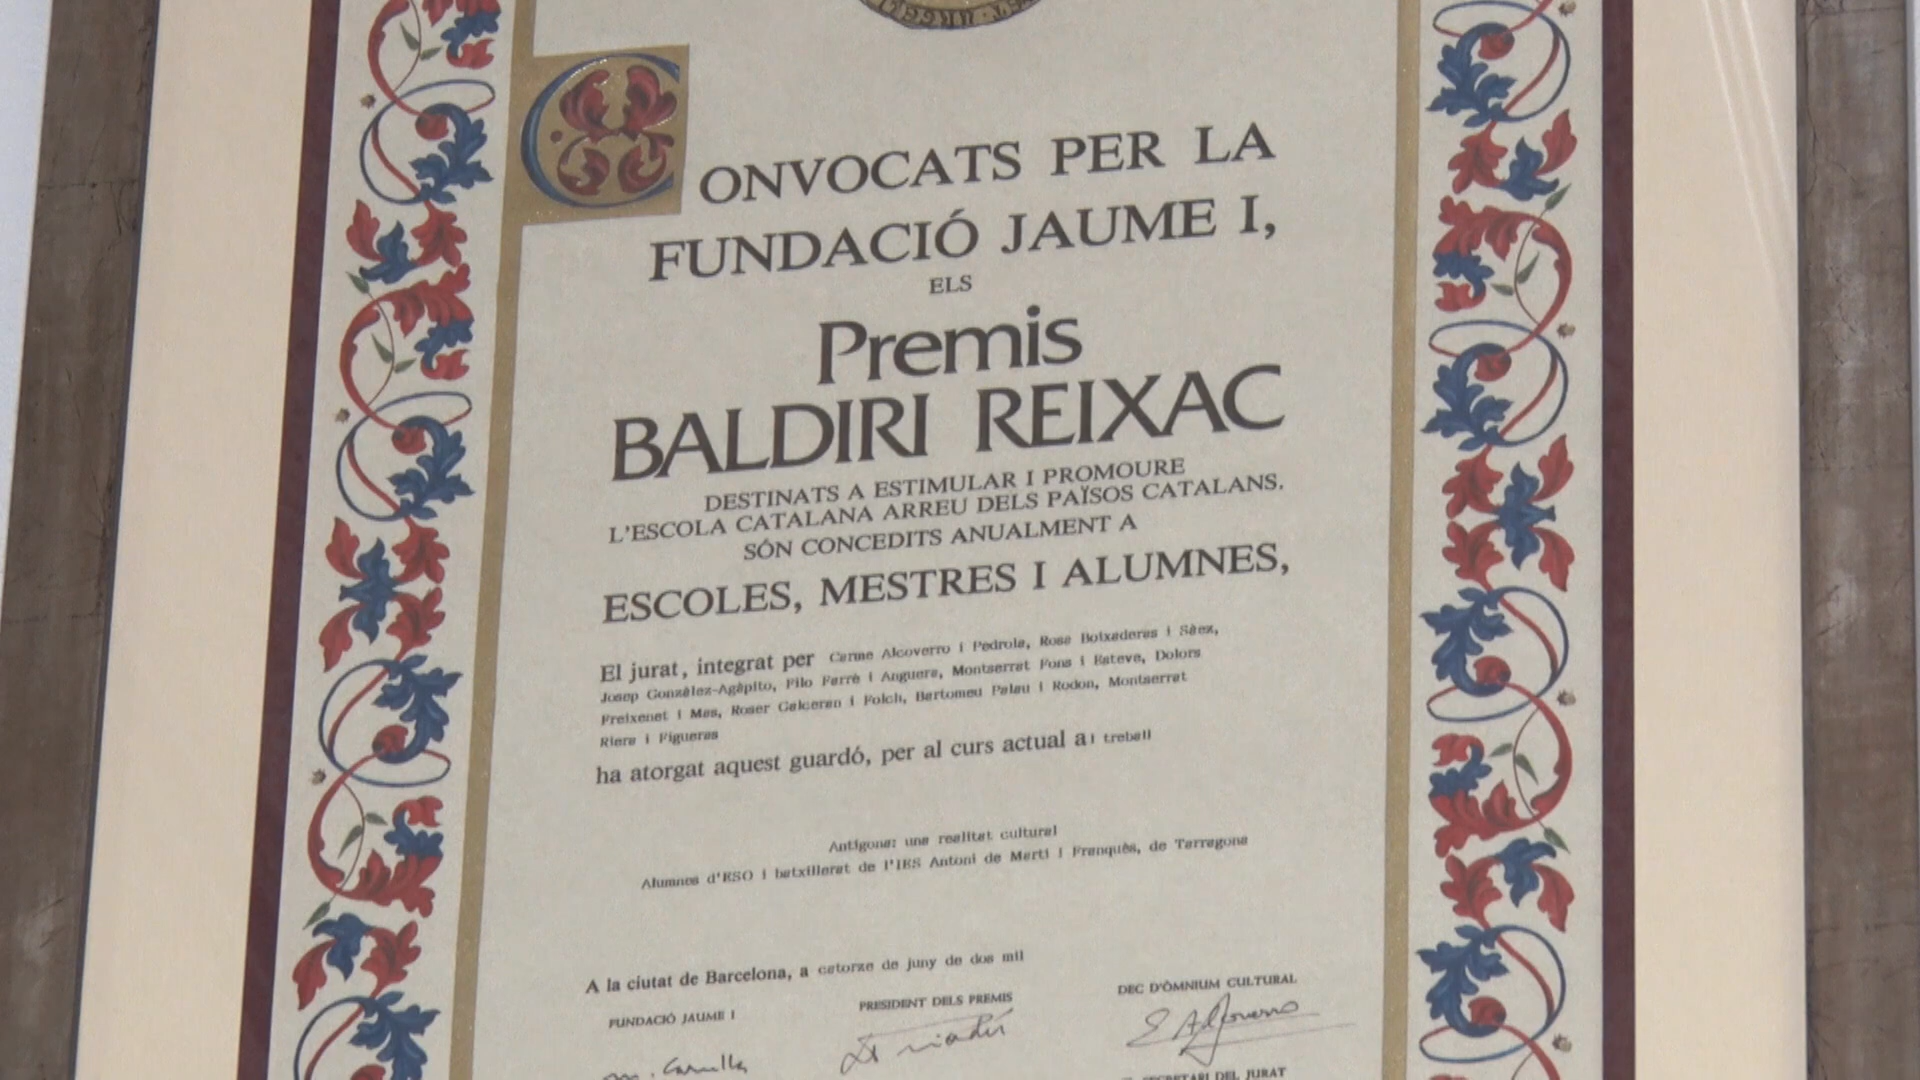 CONVOCATS PER LA
FUNDACIÓ JAUME I,
ELS
Premis
BALDIRI REIXAC
DESTINATS A ESTIMULAR I PROMOURE
L'ESCOLA CATALANA ARREU DELS PAÏSOS CATALANS.
SÓN CONCEDITS ANUALMENT A
ESCOLES, MESTRES I ALUMNES,
El jurat, integrat per Carme Alcoverro i Pedrola, Rosa Boixaderas i Sáez,
Josep González-Agàpito, Filo Farré i Anguera, Montserrat Fons i Esteve, Dolors
Freixenet i Mas, Roser Galceran i Folch, Bartomeu Palau i Rodon, Montserrat
Riera i Figueras
ha atorgat aquest guardó, per al curs actual al treball
Antígona: una realitat cultural
Alumnes d'ESO i batxillerat de l'IES Antoni de Martí i Franquès, de Tarragona
A la ciutat de Barcelona, a catorze de juny de dos mil
FUNDACIÓ JAUME I
PRESIDENT DELS PREMIS
DEC D'ÒMNIUM CULTURAL
SECRETARI DEL JURAT